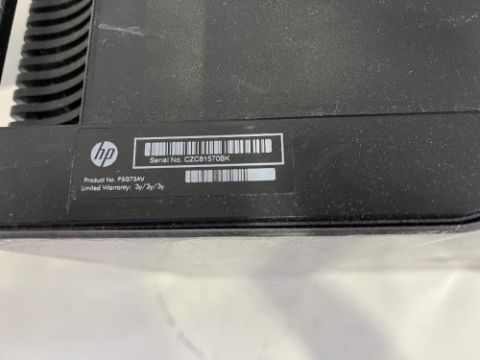 hp
Serial No. CZC81570BK
Product No. F5G73AV
Limited Warranty: 3y/3y/3y